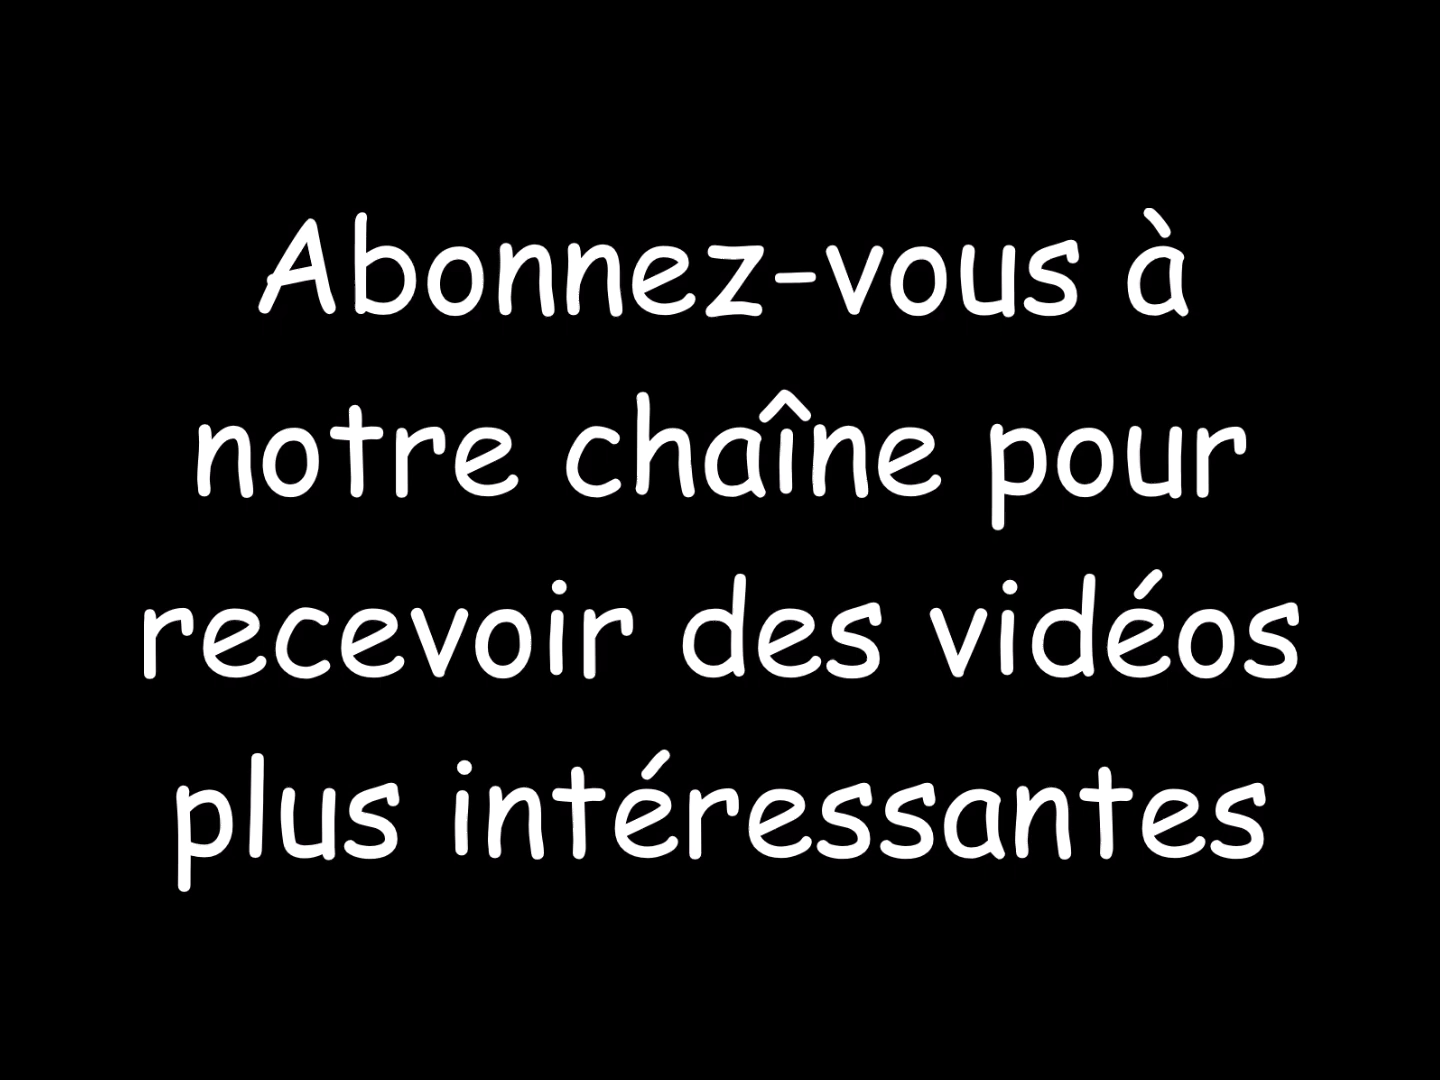 Abonnez-vous à
notre chaîne pour
recevoir des vidéos
plus intéressantes